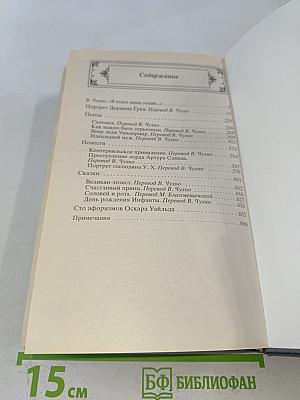 Содержание
В. Чухно. «Я всего лишь гений...»
Портрет Дориана Грея. Перевод В. Чухно
Пьесы
Саломея. Перевод В. Чухно
Как важно быть серьезным. Перевод В. Чухно
Веер леди Уиндермир. Перевод В. Чухно
Идеальный муж. Перевод В. Чухно
Повести
Кентервильское привидение. Перевод В. Чухно
Преступление лорда Артура Сэвила.
Перевод В. Чухно
Портрет господина У. Х. Перевод В. Чухно
Сказки
Великан-эгоист. Перевод В. Чухно
Счастливый принц. Перевод В. Чухно
Соловей и роза. Перевод М. Благовещенской
День рождения Инфанты. Перевод В. Чухно
Сто афоризмов Оскара Уайльда
Примечания 666
15 см
БФ БИБЛИОФАН